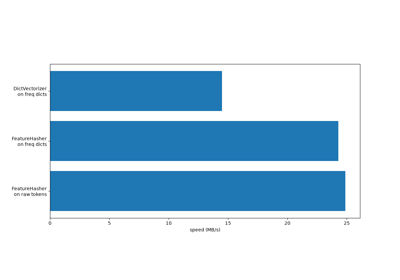 DictVectorizer
on freq dicts
FeatureHasher
on freq dicts
FeatureHasher
on raw tokens
0 5 10 15 20 25
speed (MB/s)